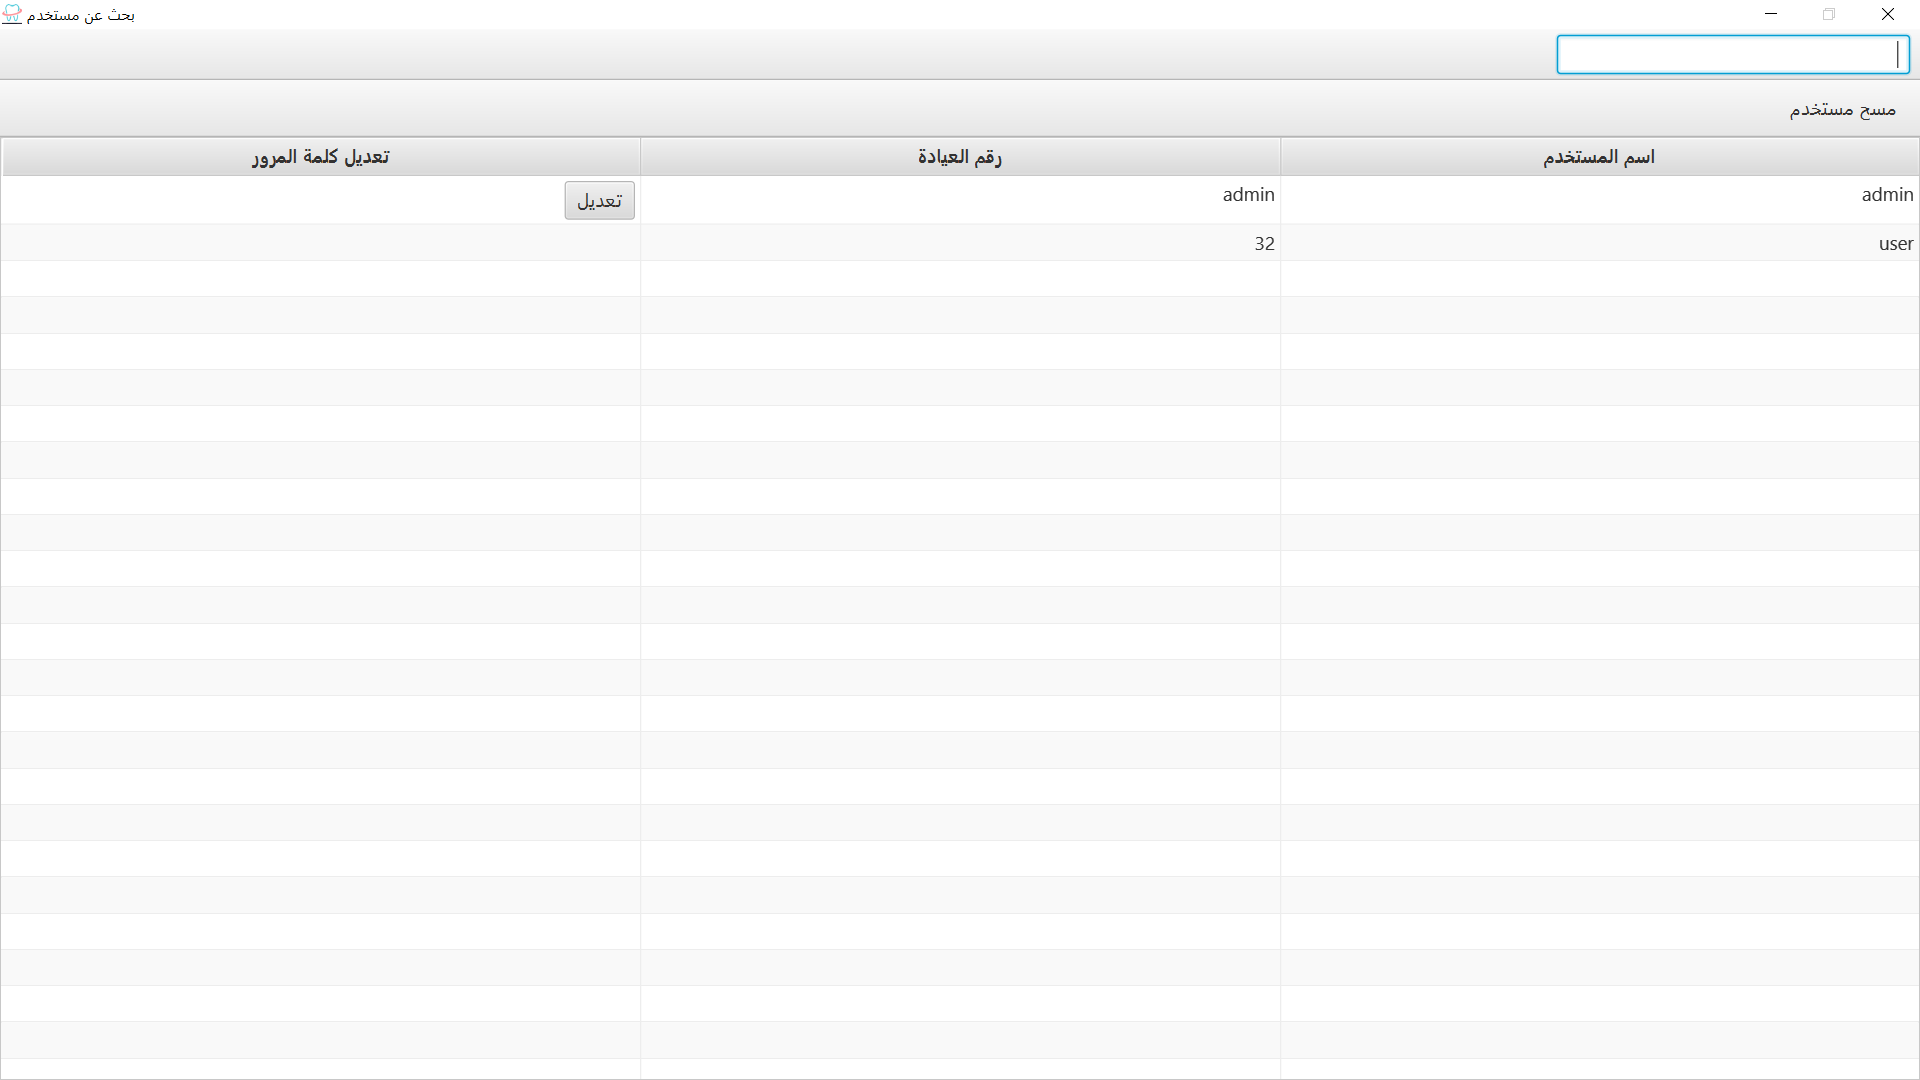 بحث عن مستخدم
مسح مستخدم
اسم المستخدم
رقم العيادة
تعديل كلمة المرور
admin
admin
تعديل
user
32